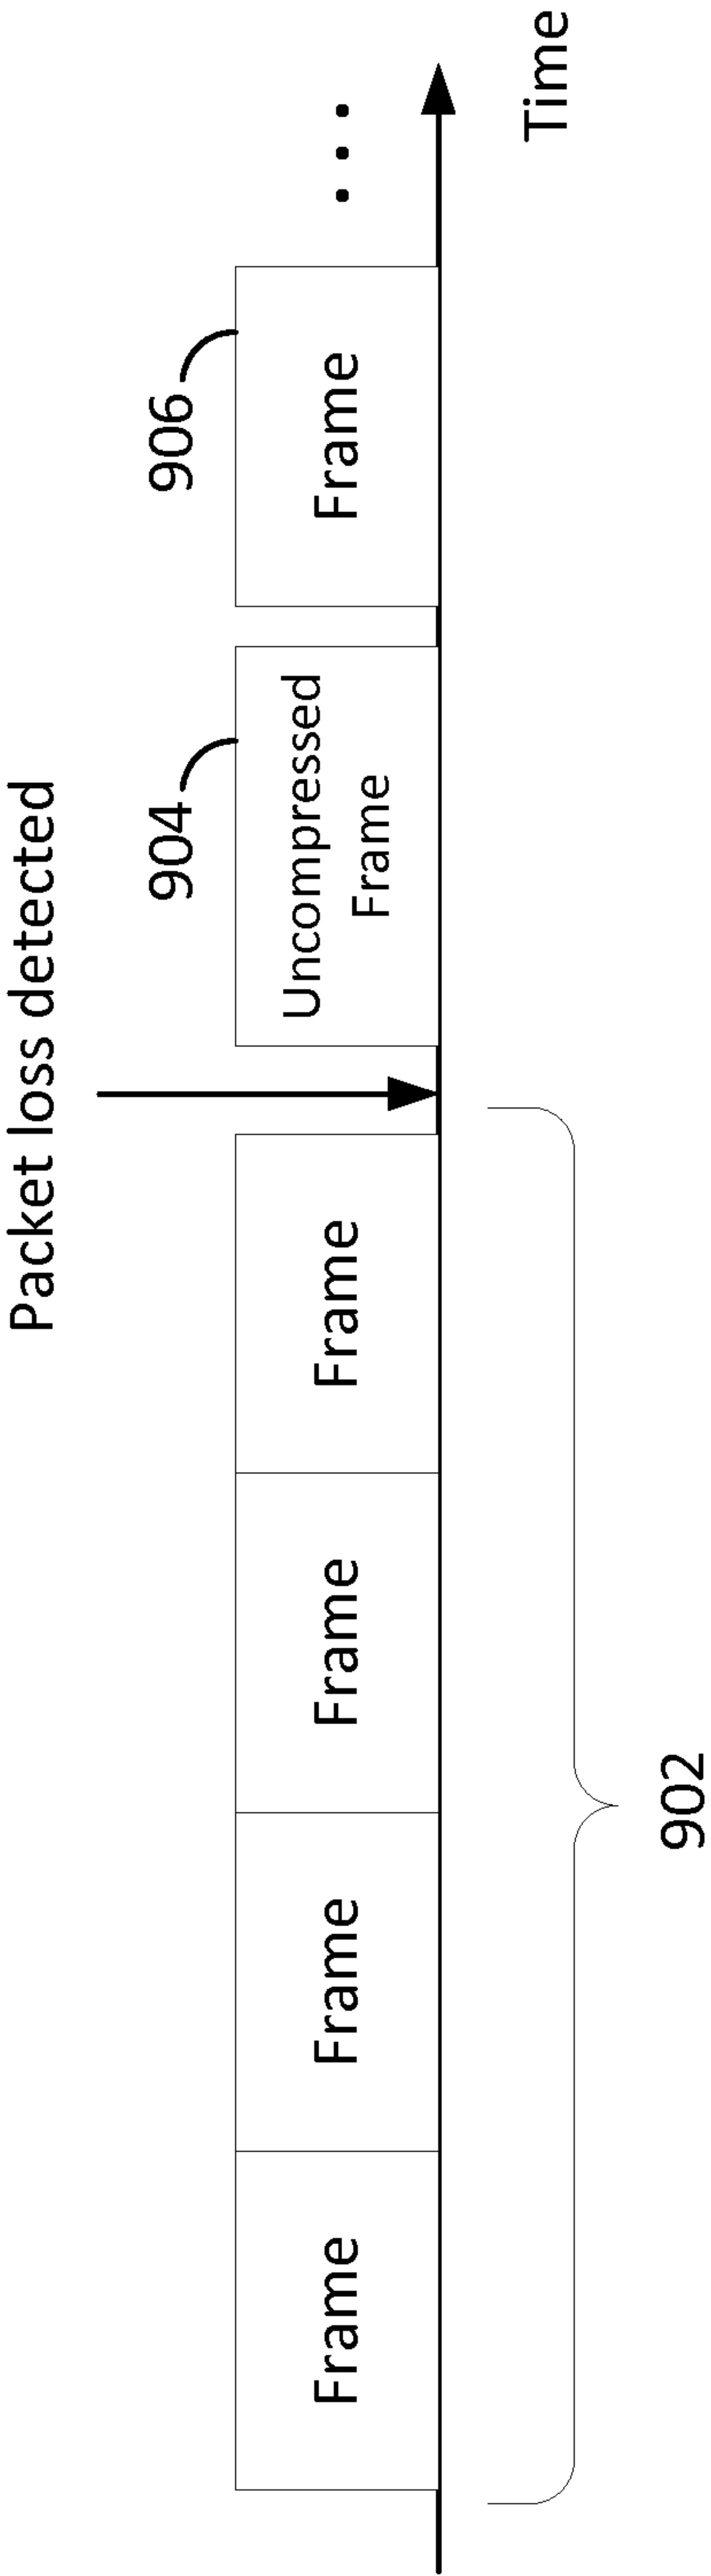 Packet loss detected
904
906
Frame
Frame
Frame
Frame
Uncompressed
Frame
Frame
...
Time
902